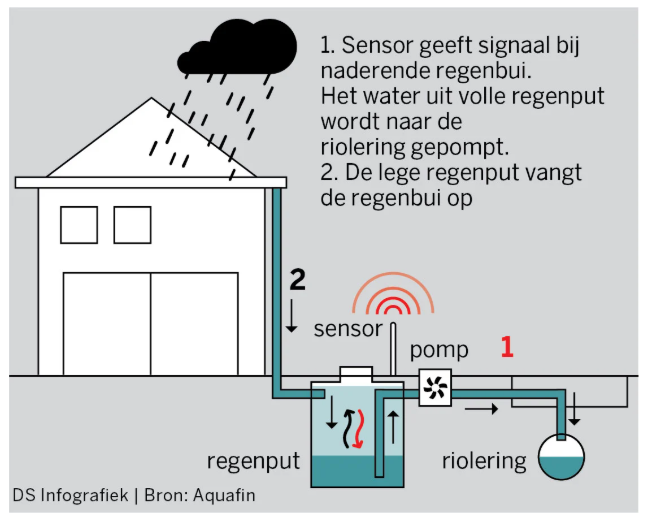 1. Sensor geeft signaal bij
naderende regenbui.
Het water uit volle regenput
wordt naar de
riolering gepompt.
2. De lege regenput vangt
de regenbui op
2
sensor
pomp
1
regenput
riolering
DS Infografiek | Bron: Aquafin